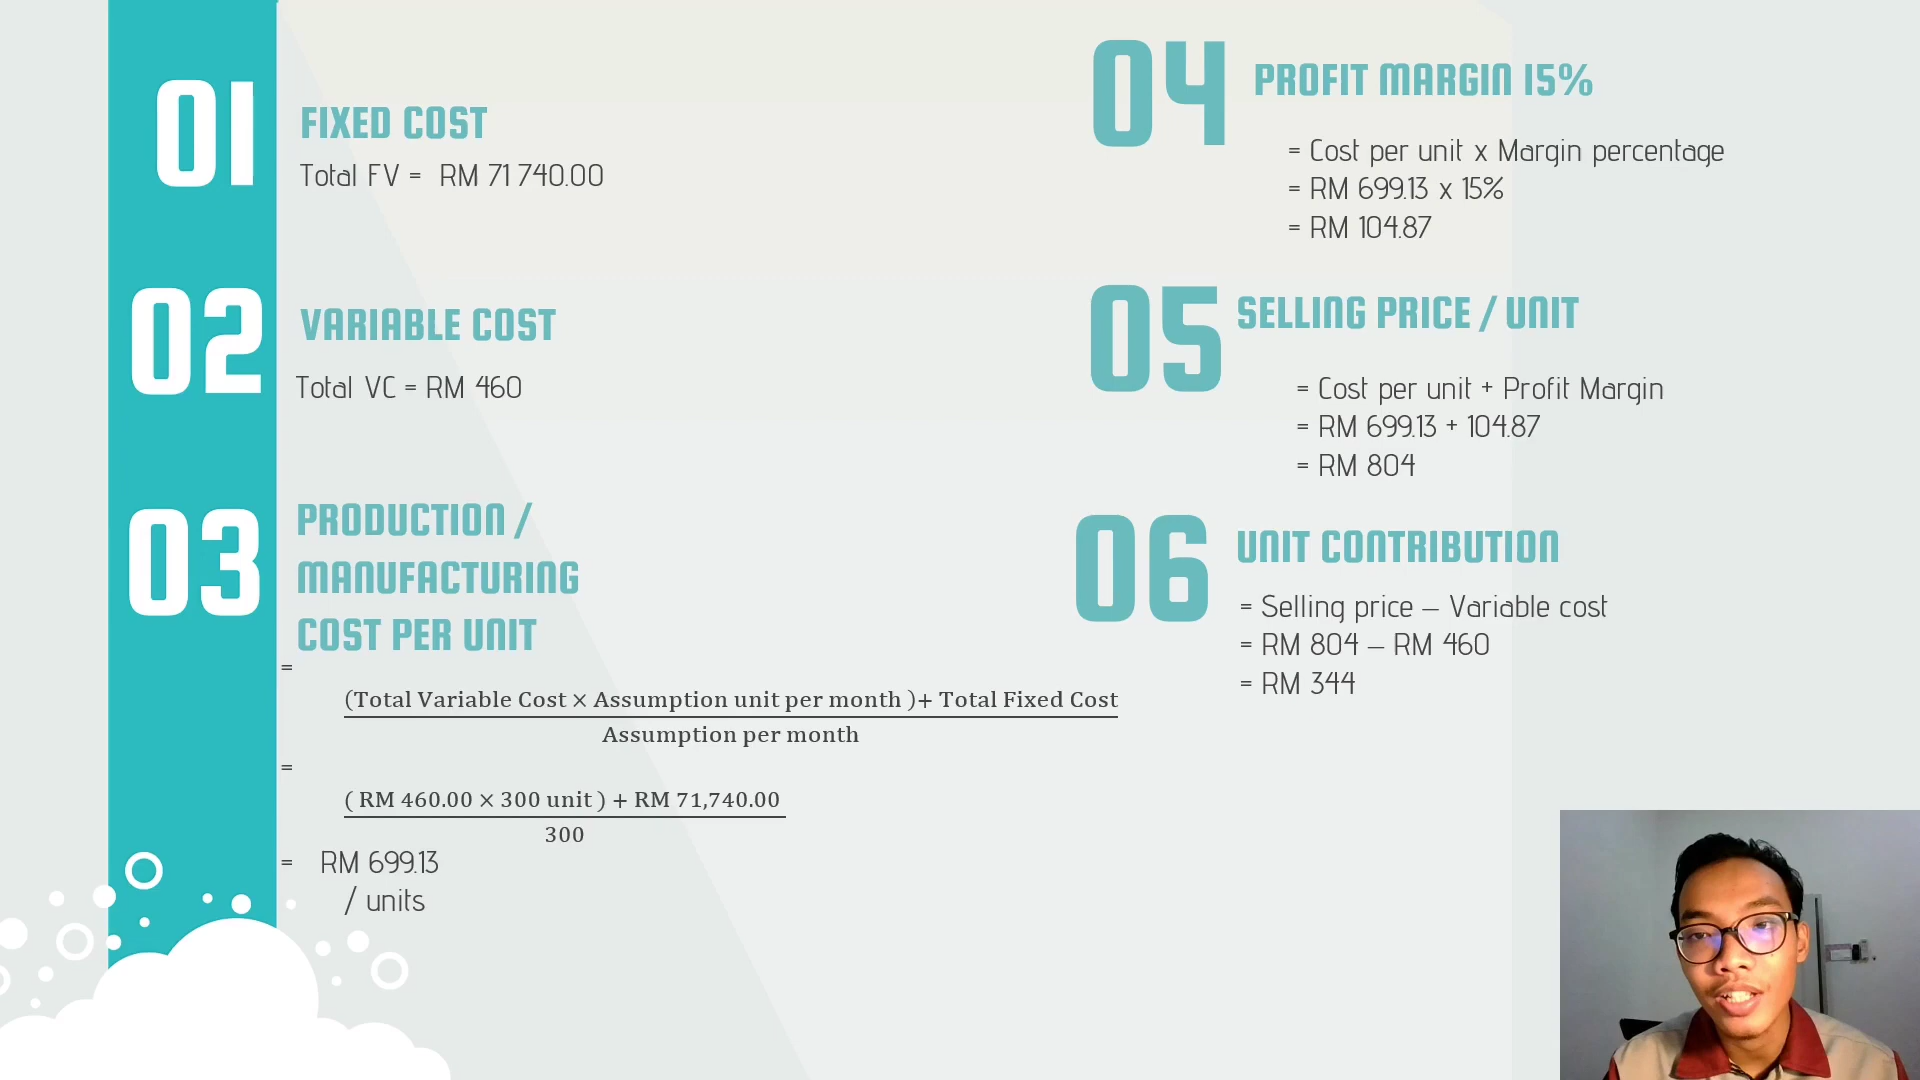 01
FIXED COST
Total FV = RM 71 740.00
02
VARIABLE COST
Total VC = RM 460
03
PRODUCTION /
MANUFACTURING
COST PER UNIT
=
(Total Variable Cost × Assumption unit per month )+ Total Fixed Cost
Assumption per month
=
( RM 460.00 × 300 unit ) + RM 71,740.00
300
= RM 699.13
/ units
04
PROFIT MARGIN 15%
= Cost per unit x Margin percentage
= RM 699.13 x 15%
= RM 104.87
05
SELLING PRICE / UNIT
= Cost per unit + Profit Margin
= RM 699.13 + 104.87
= RM 804
06
UNIT CONTRIBUTION
= Selling price – Variable cost
= RM 804 – RM 460
= RM 344